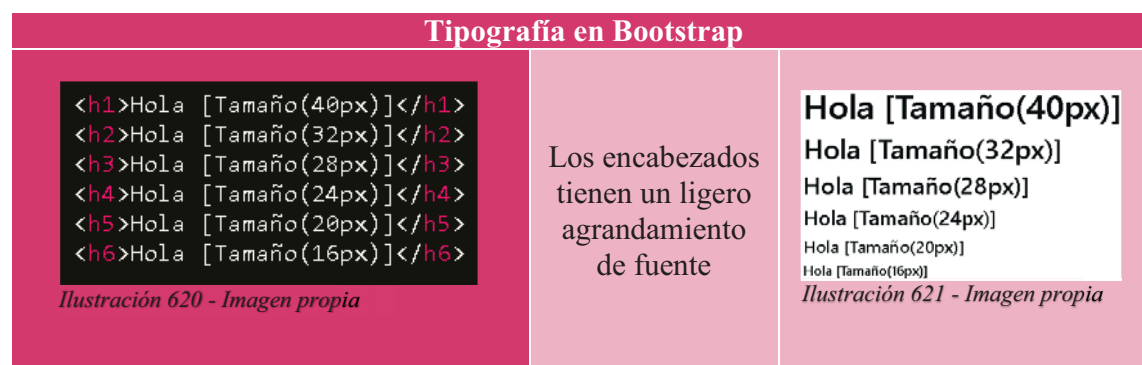 Tipografía en Bootstrap
<h1>Hola [Tamaño(40px)]</h1>
<h2>Hola [Tamaño(32px)]</h2>
<h3>Hola [Tamaño(28px)]</h3>
<h4>Hola [Tamaño(24px)]</h4>
<h5>Hola [Tamaño(20px)]</h5>
<h6>Hola [Tamaño(16px)]</h6>
Ilustración 620 - Imagen propia
Los encabezados
tienen un ligero
agrandamiento
de fuente
Hola [Tamaño(40px)]
Hola [Tamaño(32px)]
Hola [Tamaño(28px)]
Hola [Tamaño(24px)]
Hola [Tamaño(20px)]
Hola [Tamaño(16px)]
Ilustración 621 - Imagen propia